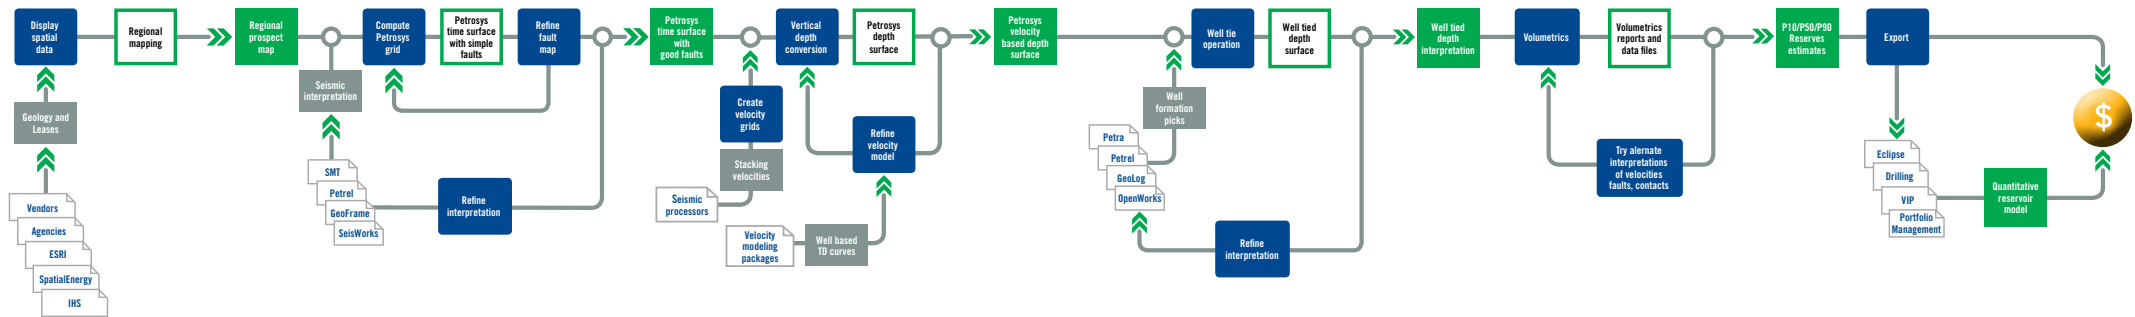 Display
spatial
data
Regional
mapping
Regional
prospect
map
Compute
Petrosys
grid
Petrosys
time surface
with simple
faults
Refine
fault
map
Petrosys
time surface
with
good faults
Vertical
depth
conversion
Petrosys
depth
surface
Petrosys
velocity
based depth
surface
Well tie
operation
Well tied
depth
surface
Well tied
depth
interpretation
Volumetrics
Volumetrics
reports and
data files
P10/P50/P90
Reserves
estimates
Export
$
Geology and
Leases
Vendors
Agencies
ESRI
SpatialEnergy
IHS
Seismic
interpretation
SMT
Petrel
GeoFrame
SeisWorks
Refine
interpretation
Create
velocity
grids
Stacking
velocities
Seismic
processors
Velocity
modeling
packages
Well based
TD curves
Refine
velocity
model
Well
formation
picks
Petra
Petrel
GeoLog
OpenWorks
Refine
interpretation
Try alernate
interpretations
of velocities
faults, contacts
Eclipse
Drilling
VIP
Portfolio
Management
Quantitative
reservoir
model